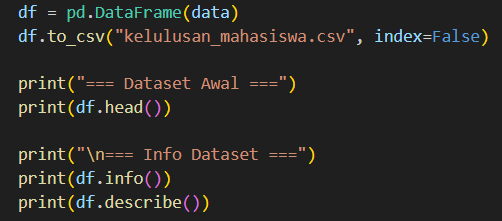 df = pd.DataFrame(data)
df.to_csv("kelulusan_mahasiswa.csv", index=False)
print("=== Dataset Awal ===")
print(df.head())
print("\n=== Info Dataset ===")
print(df.info())
print(df.describe())